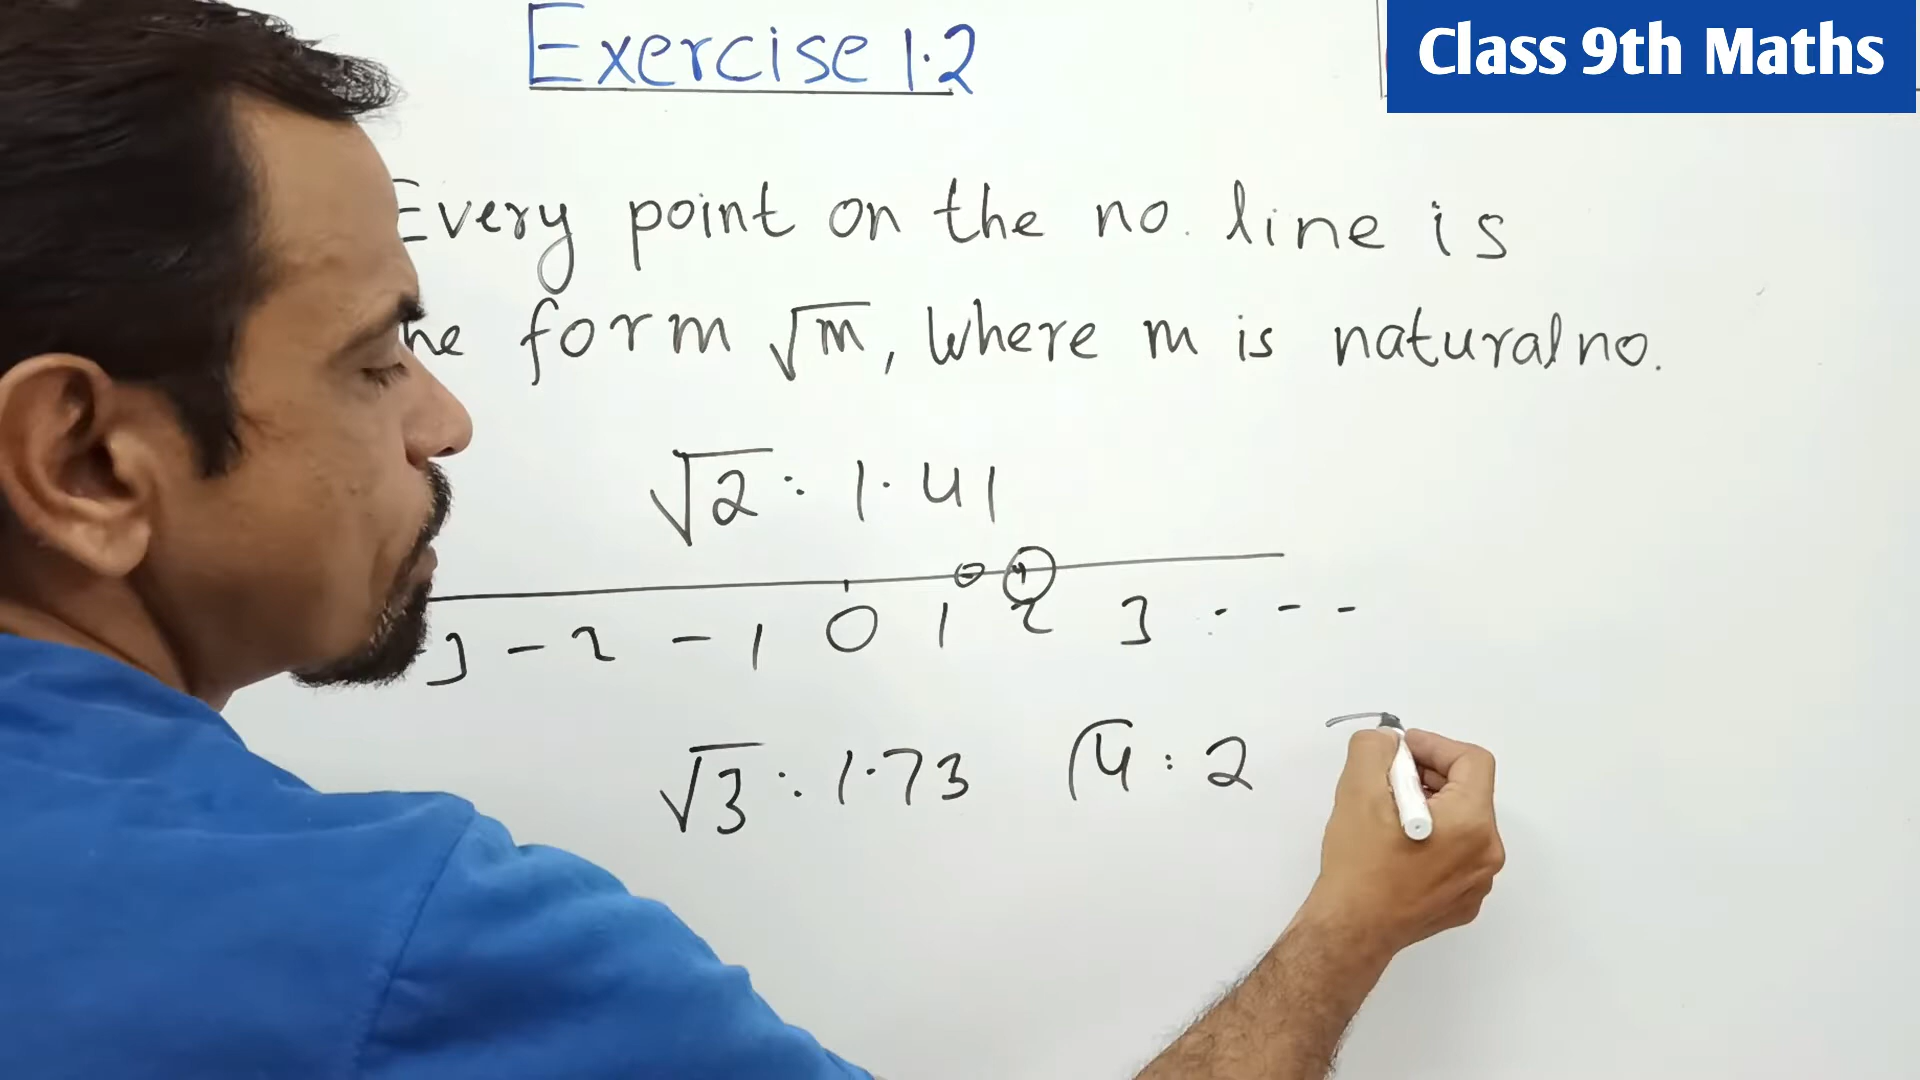 Exercise 1.2
Class 9th Maths
Every point on the no. line is
form √m, where m is natural no.
√2 : 1.41
-2 -1 0 1 2 3 - - -
√3 : 1.73 √4 : 2